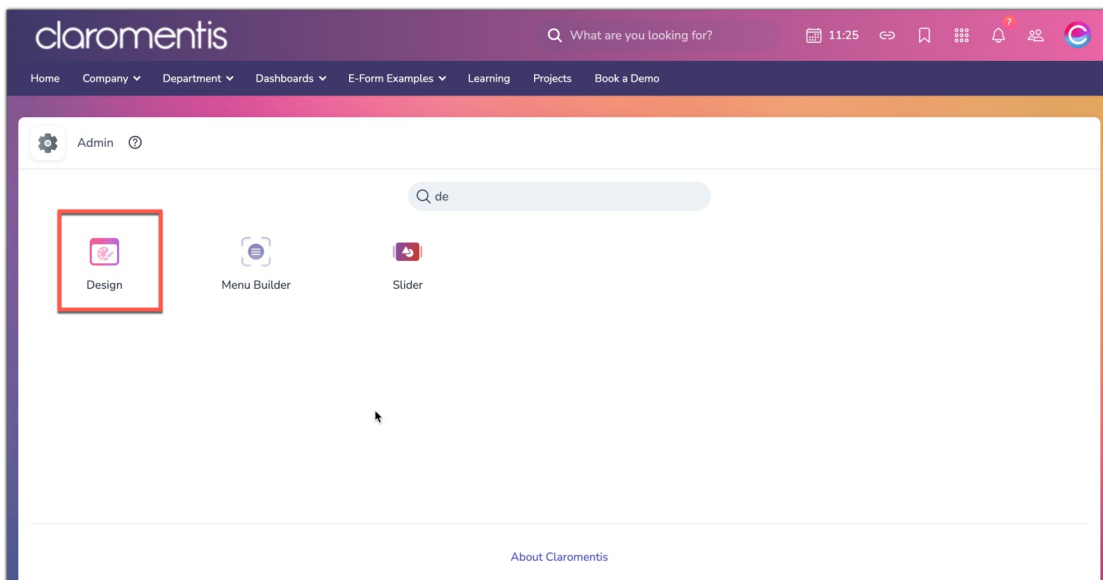 claromentis
What are you looking for?
11:25
7
Home Company Department Dashboards E-Form Examples Learning Projects Book a Demo
Admin
de
Design Menu Builder Slider
About Claromentis